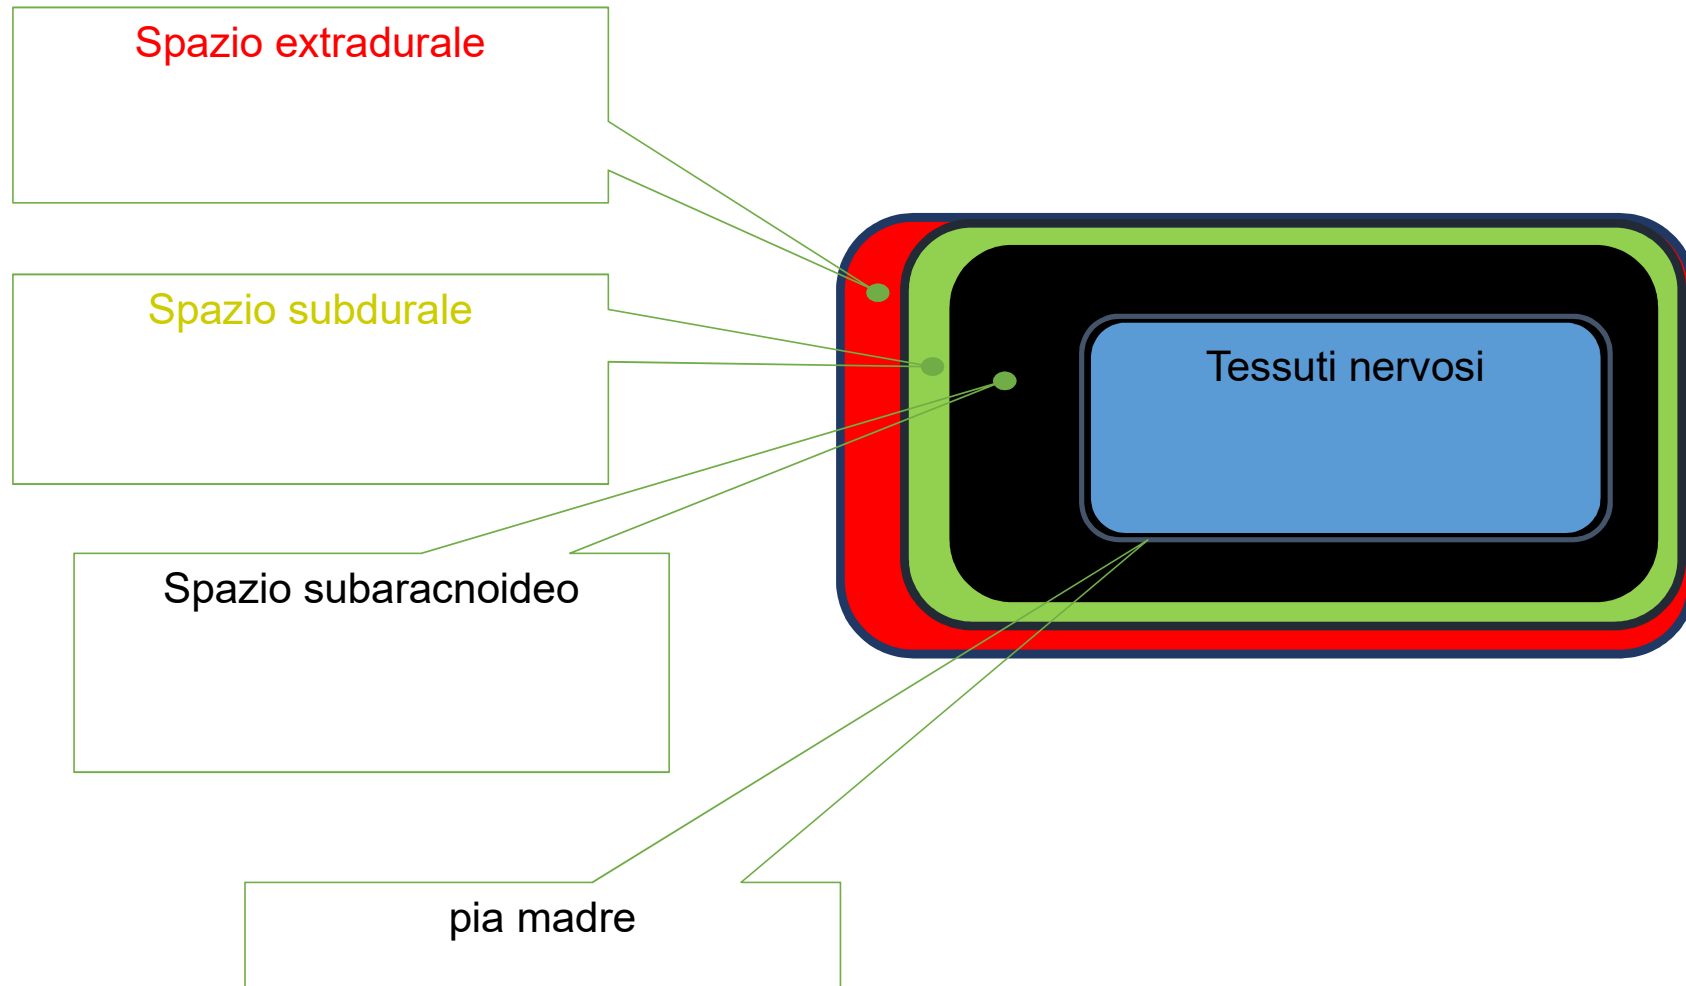 Spazio extradurale
Spazio subdurale
Tessuti nervosi
Spazio subaracnoideo
pia madre